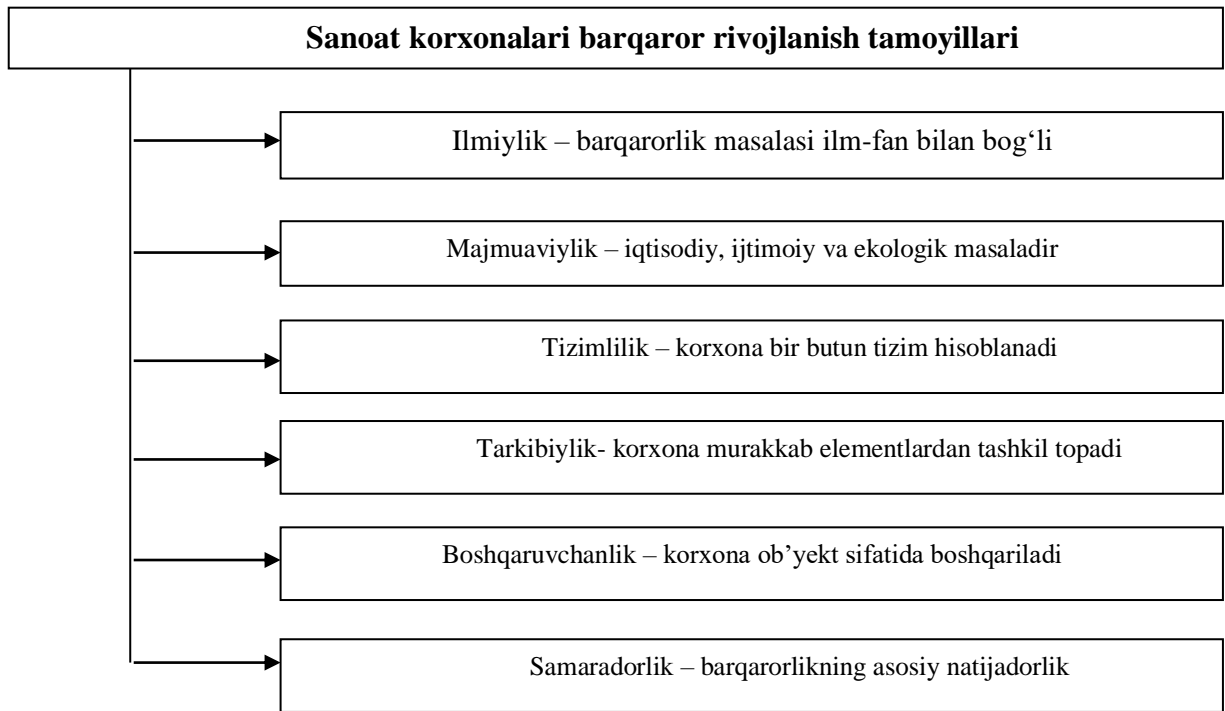 Sanoat korxonalari barqaror rivojlanish tamoyillari
Ilmiylik – barqarorlik masalasi ilm-fan bilan bog‘li
Majmuaviylik – iqtisodiy, ijtimoiy va ekologik masaladir
Tizimlilik – korxona bir butun tizim hisoblanadi
Tarkibiylik- korxona murakkab elementlardan tashkil topadi
Boshqaruvchanlik – korxona ob’yekt sifatida boshqariladi
Samaradorlik – barqarorlikning asosiy natijadorlik